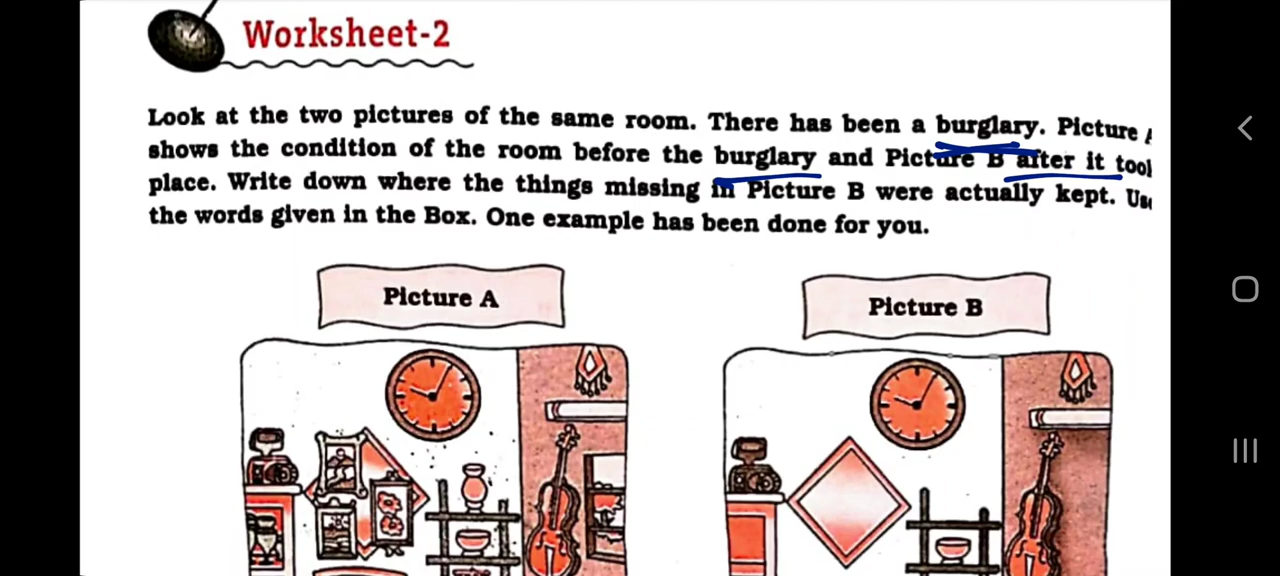 Worksheet-2
Look at the two pictures of the same room. There has been a burglary. Picture
shows the condition of the room before the burglary and Picture B after it
place. Write down where the things missing in Picture B were actually kept.
the words given in the Box. One example has been done for you.
Picture A
Picture B